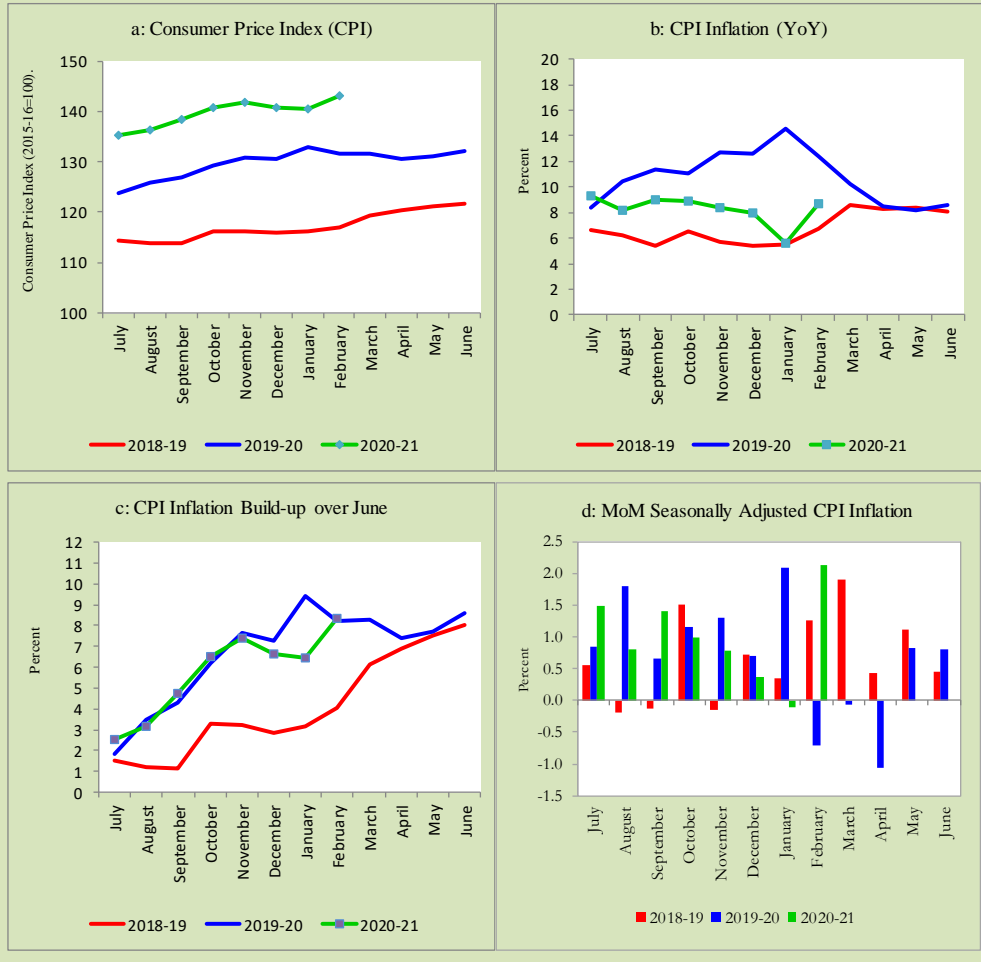 a: Consumer Price Index (CPI)
Consumer Price Index (2015-16=100).
150
140
130
120
110
100
July
August
September
October
November
December
January
February
March
April
May
June
2018-19
2019-20
2020-21
b: CPI Inflation (YoY)
Percent
20
18
16
14
12
10
8
6
4
2
0
July
August
September
October
November
December
January
February
March
April
May
June
2018-19
2019-20
2020-21
c: CPI Inflation Build-up over June
Percent
12
11
10
9
8
7
6
5
4
3
2
1
0
July
August
September
October
November
December
January
February
March
April
May
June
2018-19
2019-20
2020-21
d: MoM Seasonally Adjusted CPI Inflation
Percent
2.5
2.0
1.5
1.0
0.5
0.0
-0.5
-1.0
-1.5
July
August
September
October
November
December
January
February
March
April
May
June
2018-19
2019-20
2020-21